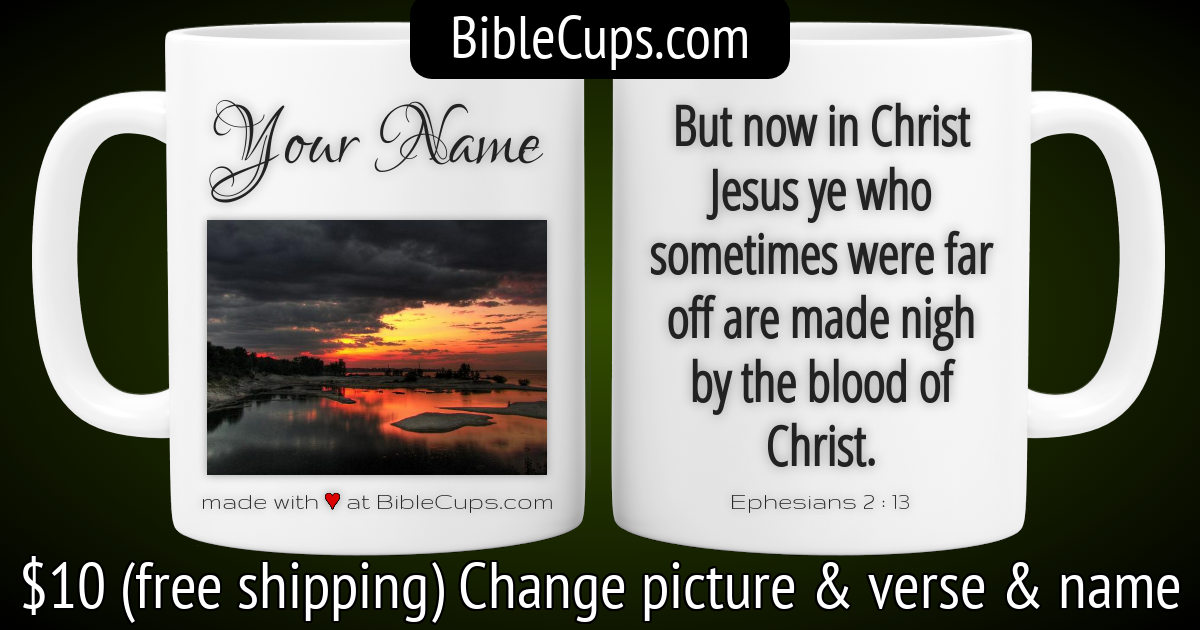 BibleCups.com
Your Name
made with ♥ at BibleCups.com
But now in Christ
Jesus ye who
sometimes were far
off are made nigh
by the blood of
Christ.
Ephesians 2 : 13
$10 (free shipping) Change picture & verse & name